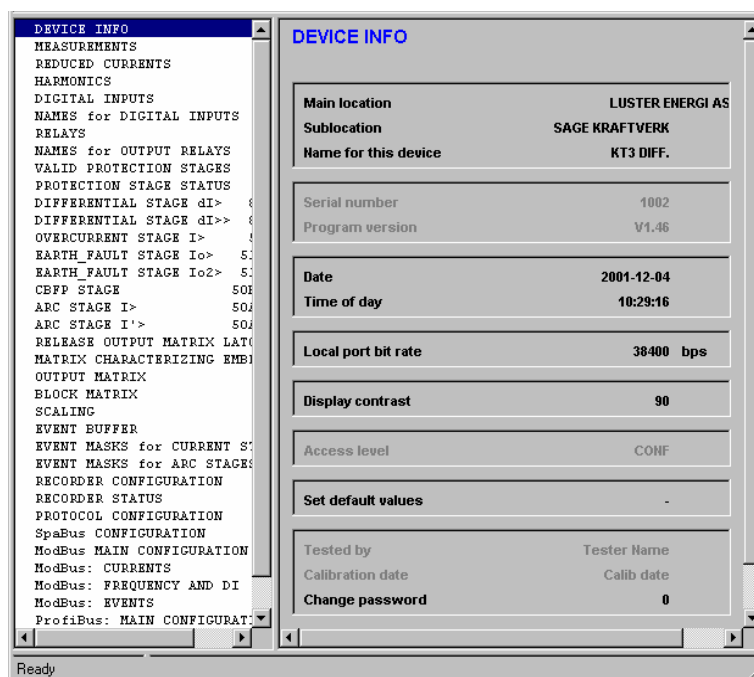 DEVICE INFO
MEASUREMENTS
REDUCED CURRENTS
HARMONICS
DIGITAL INPUTS
NAMES for DIGITAL INPUTS
RELAYS
NAMES for OUTPUT RELAYS
VALID PROTECTION STAGES
PROTECTION STAGE STATUS
DIFFERENTIAL STAGE dI>
DIFFERENTIAL STAGE dI>>
OVERCURRENT STAGE I>
EARTH_FAULT STAGE Io> 51
EARTH_FAULT STAGE Io2> 51
CBFP STAGE
ARC STAGE I>
ARC STAGE I'>
RELEASE OUTPUT MATRIX
MATRIX CHARACTERIZING
OUTPUT MATRIX
BLOCK MATRIX
SCALING
EVENT BUFFER
EVENT MASKS for CURRENT
EVENT MASKS for ARC STAGES
RECORDER CONFIGURATION
RECORDER STATUS
PROTOCOL CONFIGURATION
SpaBus CONFIGURATION
ModBus MAIN CONFIGURATION
ModBus: CURRENTS
ModBus: FREQUENCY AND DI
ModBus: EVENTS
ProfiBus: MAIN CONFIGURAT
DEVICE INFO
Main location LUSTER ENERGI AS
Sublocation SAGE KRAFTVERK
Name for this device KT3 DIFF.
Serial number 1002
Program version V1.46
Date 2001-12-04
Time of day 10:29:16
Local port bit rate 38400 bps
Display contrast 90
Access level CONF
Set default values -
Tested by Tester Name
Calibration date Calib date
Change password 0
Ready